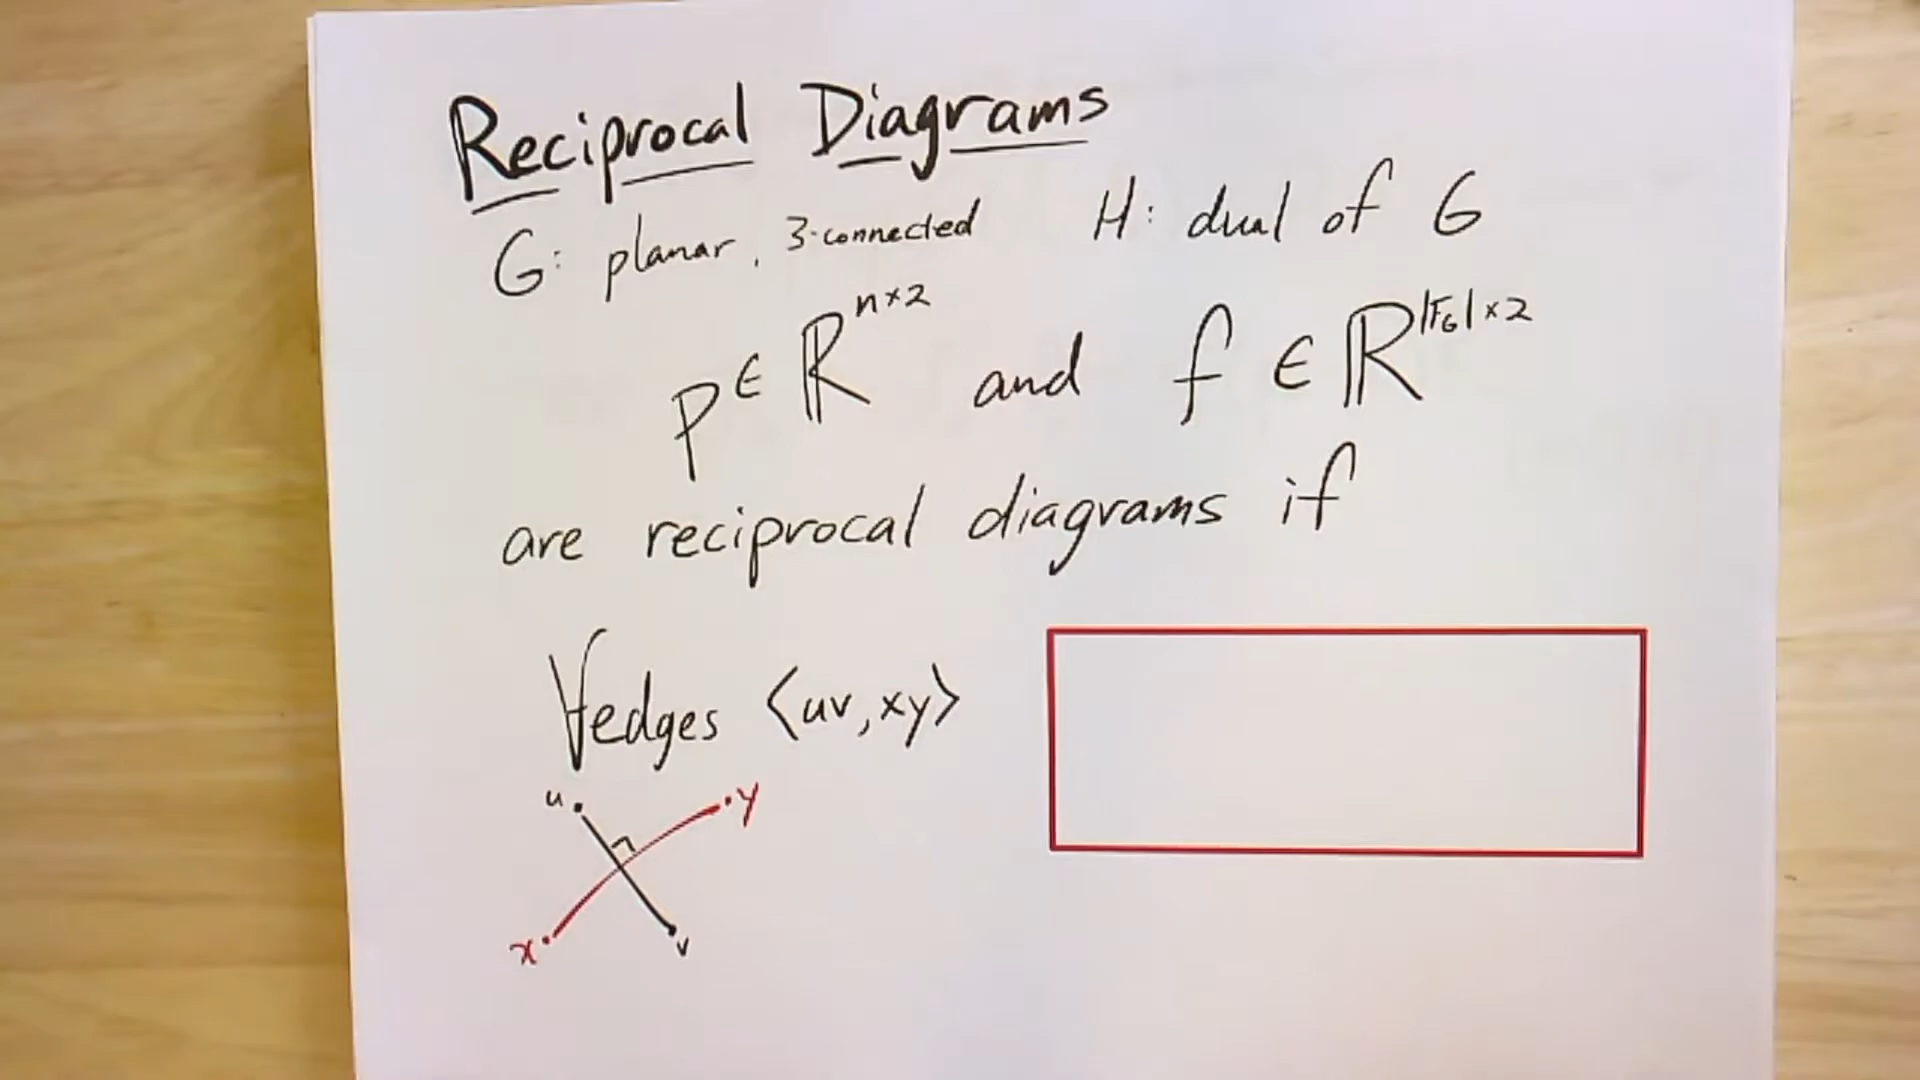 Reciprocal Diagrams
G: planar, 3-connected H: dual of G
p ∈ ℝ^{n×2} and f ∈ ℝ^{|F_G|×2}
are reciprocal diagrams if
∀edges ⟨uv, xy⟩
u y
x v